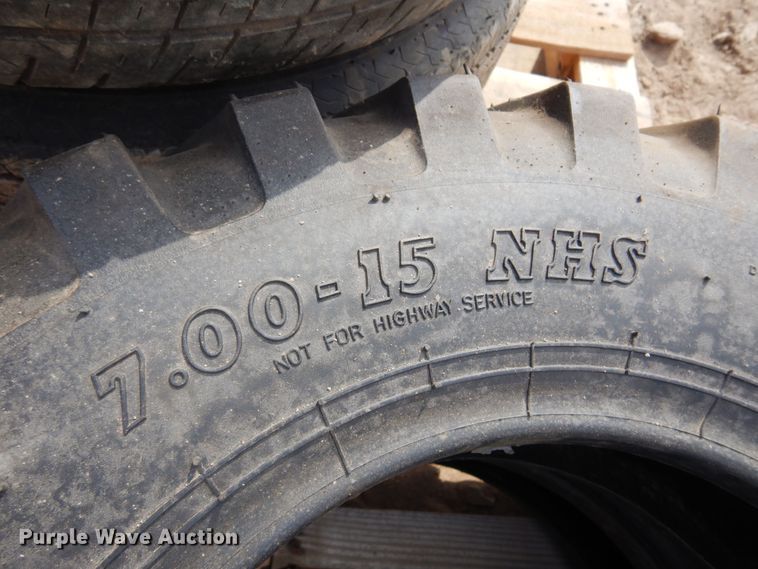 7.00-15 NHS
NOT FOR HIGHWAY SERVICE
Purple Wave Auction